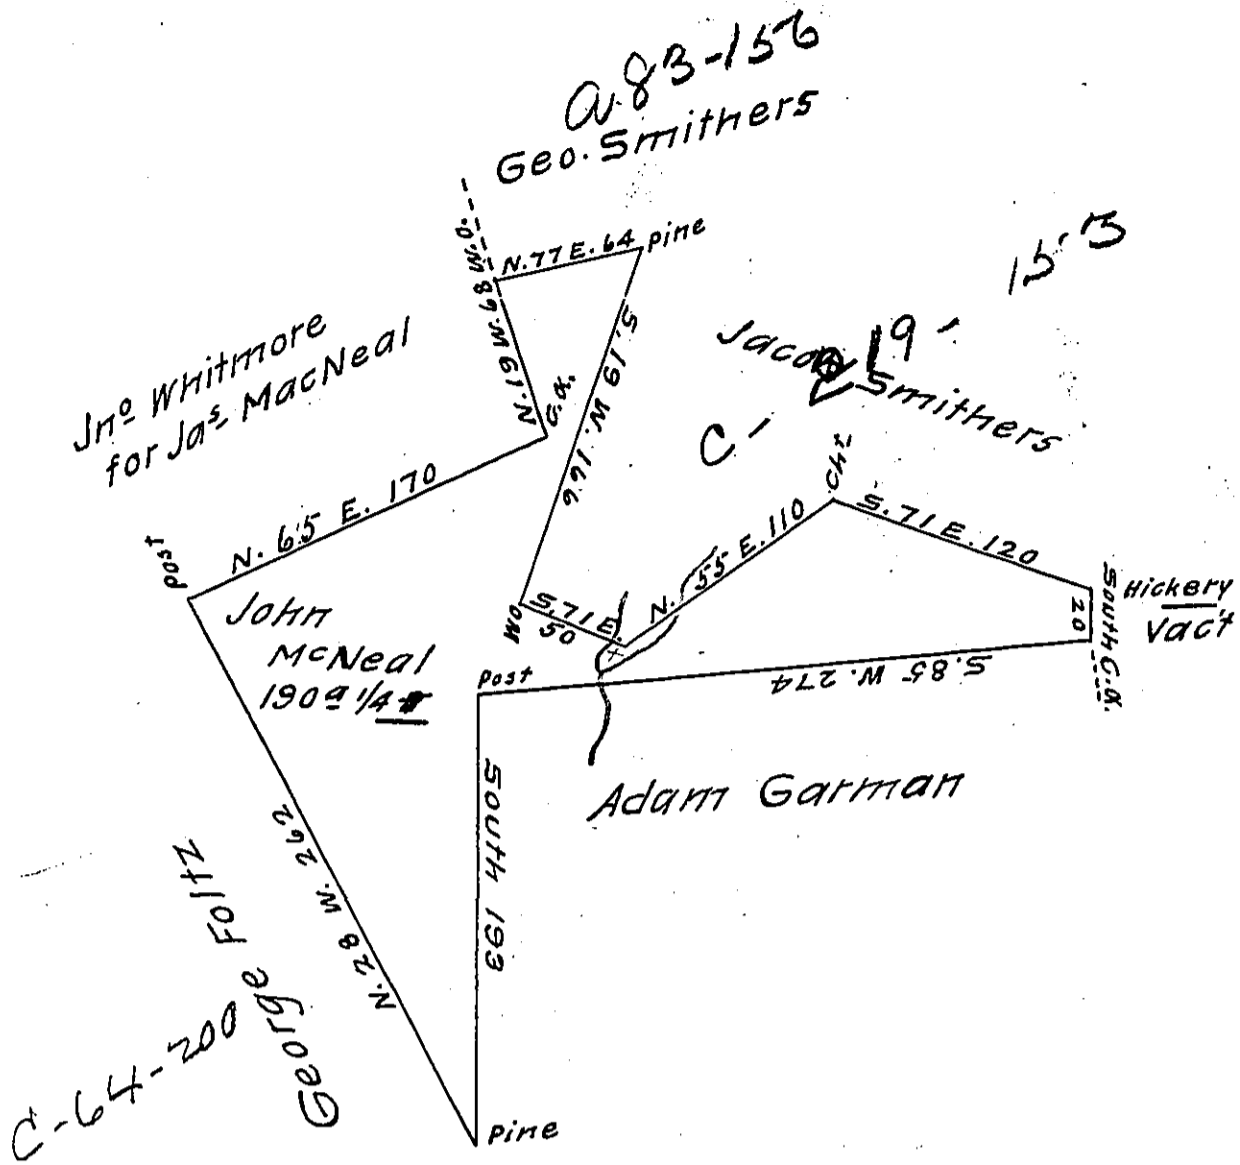 a. 83-156
Geo. Smithers
N.77 E. 64
Pine
N.19 W. 68 W.O.
C.O.
S. 19 W. 166
15'3
Jacob Smithers
19'
C-
Jn⁰ Whitmore
for Jaˢ MacNeal
N. 65 E. 170
Post
John
McNeal
190ª 1/4
WO
S.71 E.
50
N. 55 E. 110
Chᵗ
S. 71 E. 120
Hickery
Vac't
South C.O.
20
S. 85 W. 274
Post
Adam Garman
South 193
N. 28 W. 262
George Foltz
C-64-200
Pine